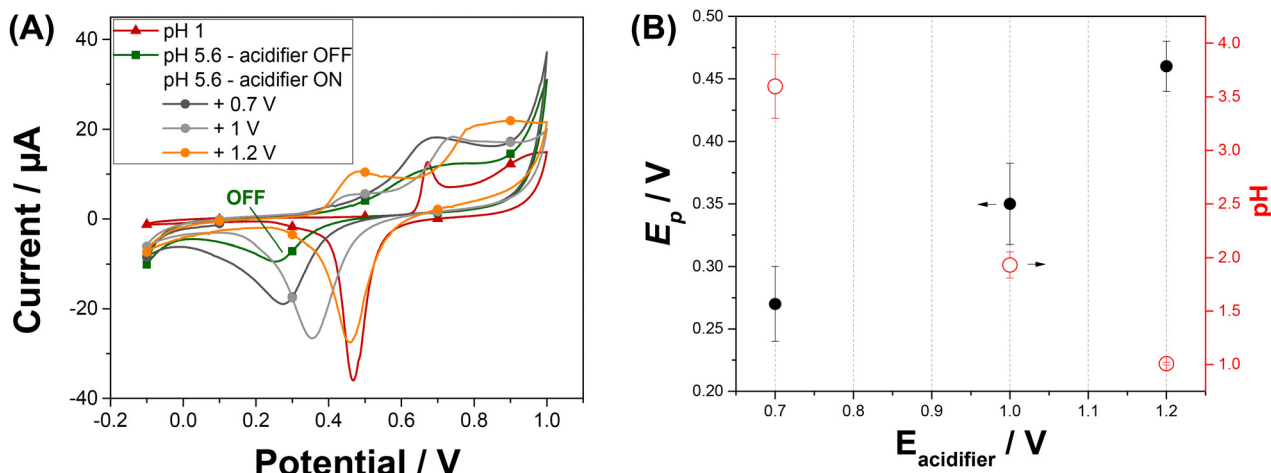 (A)
pH 1
pH 5.6 - acidifier OFF
pH 5.6 - acidifier ON
+ 0.7 V
+ 1 V
+ 1.2 V
OFF
40
20
0
-20
-40
Current / µA
-0.2 0.0 0.2 0.4 0.6 0.8 1.0
Potential / V
(B)
0.50
0.45
0.40
0.35
0.30
0.25
0.20
Ep / V
4.0
3.5
3.0
2.5
2.0
1.5
1.0
pH
0.7 0.8 0.9 1.0 1.1 1.2
Eacidifier / V